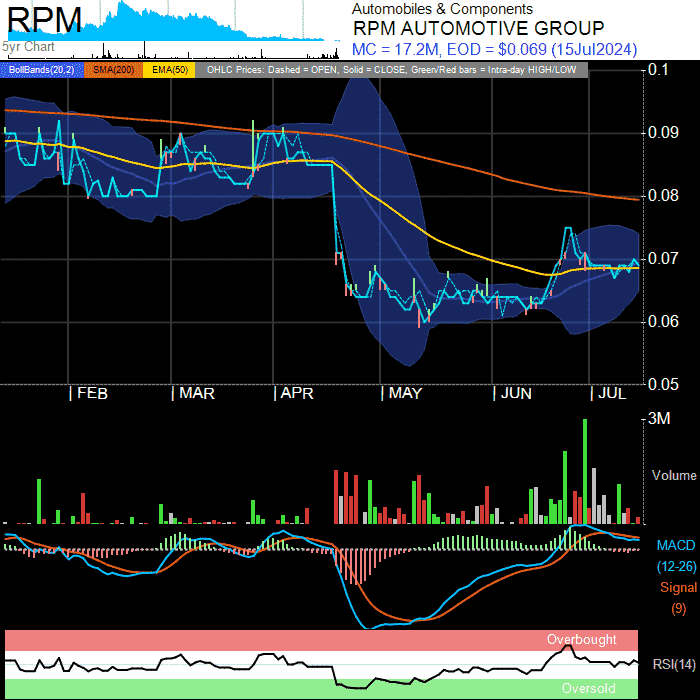 RPM
5yr Chart
Automobiles & Components
RPM AUTOMOTIVE GROUP
MC = 17.2M, EOD = $0.069 (15Jul2024)
BollBands(20,2) SMA(200) EMA(50) OHLC Prices: Dashed = OPEN, Solid = CLOSE, Green/Red bars = Intra-day HIGH/LOW
0.1
0.09
0.08
0.07
0.06
0.05
| FEB | MAR | APR | MAY | JUN | JUL
3M
Volume
MACD
(12-26)
Signal
(9)
Overbought
RSI(14)
Oversold